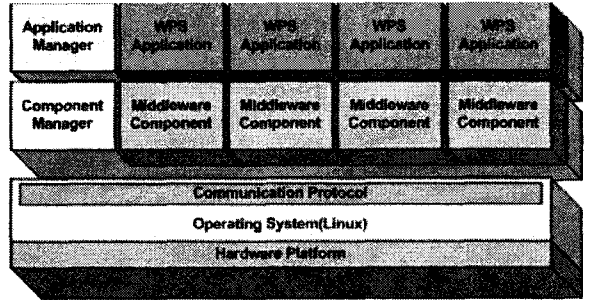 Application Manager
WPS Application
WPS Application
WPS Application
WPS Application
Component Manager
Middleware Component
Middleware Component
Middleware Component
Middleware Component
Communication Protocol
Operating System(Linux)
Hardware Platform